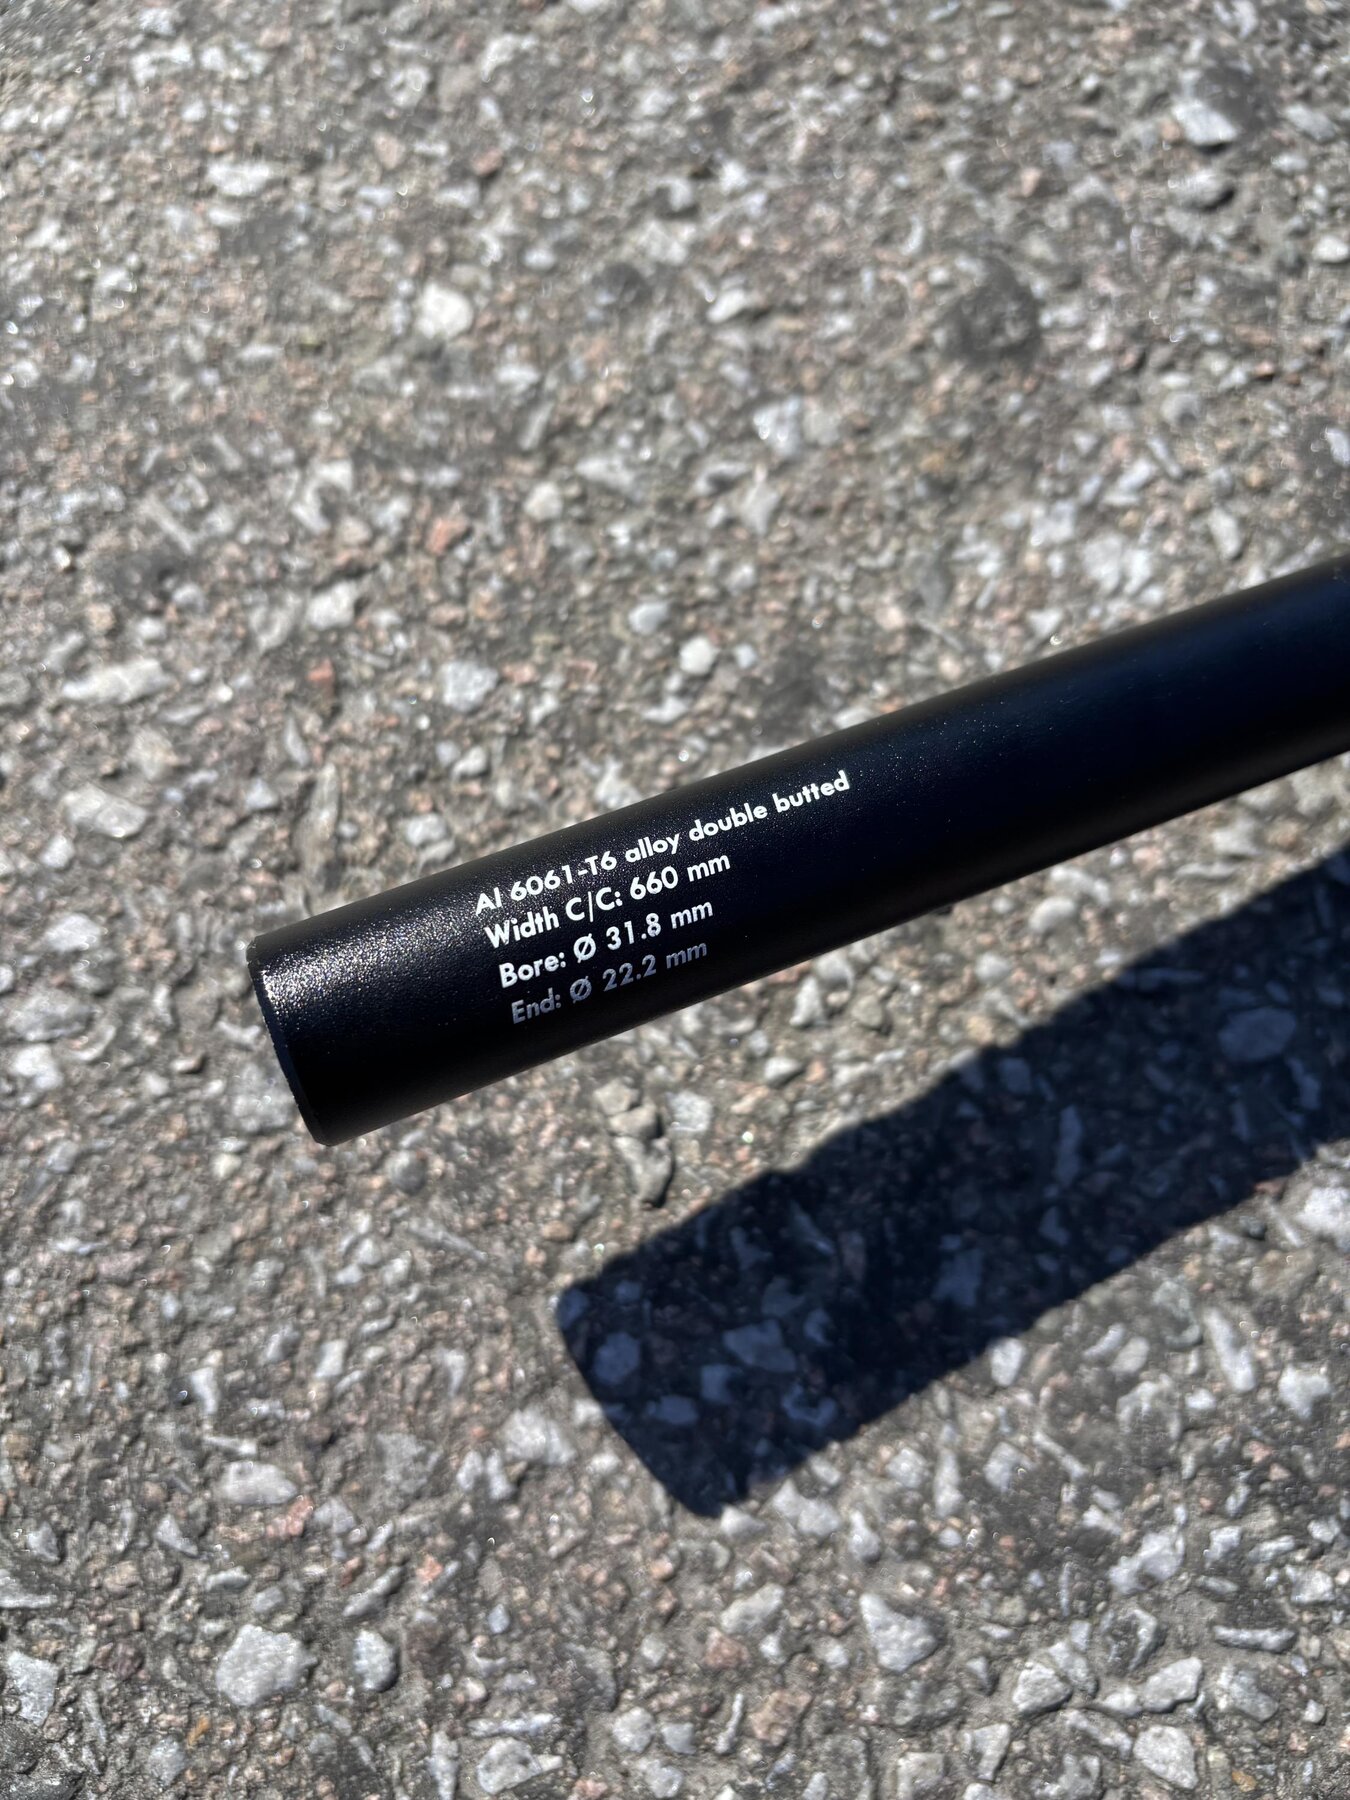 Al 6061-T6 alloy double butted
Width C/C: 660 mm
Bore: Ø 31.8 mm
End: Ø 22.2 mm